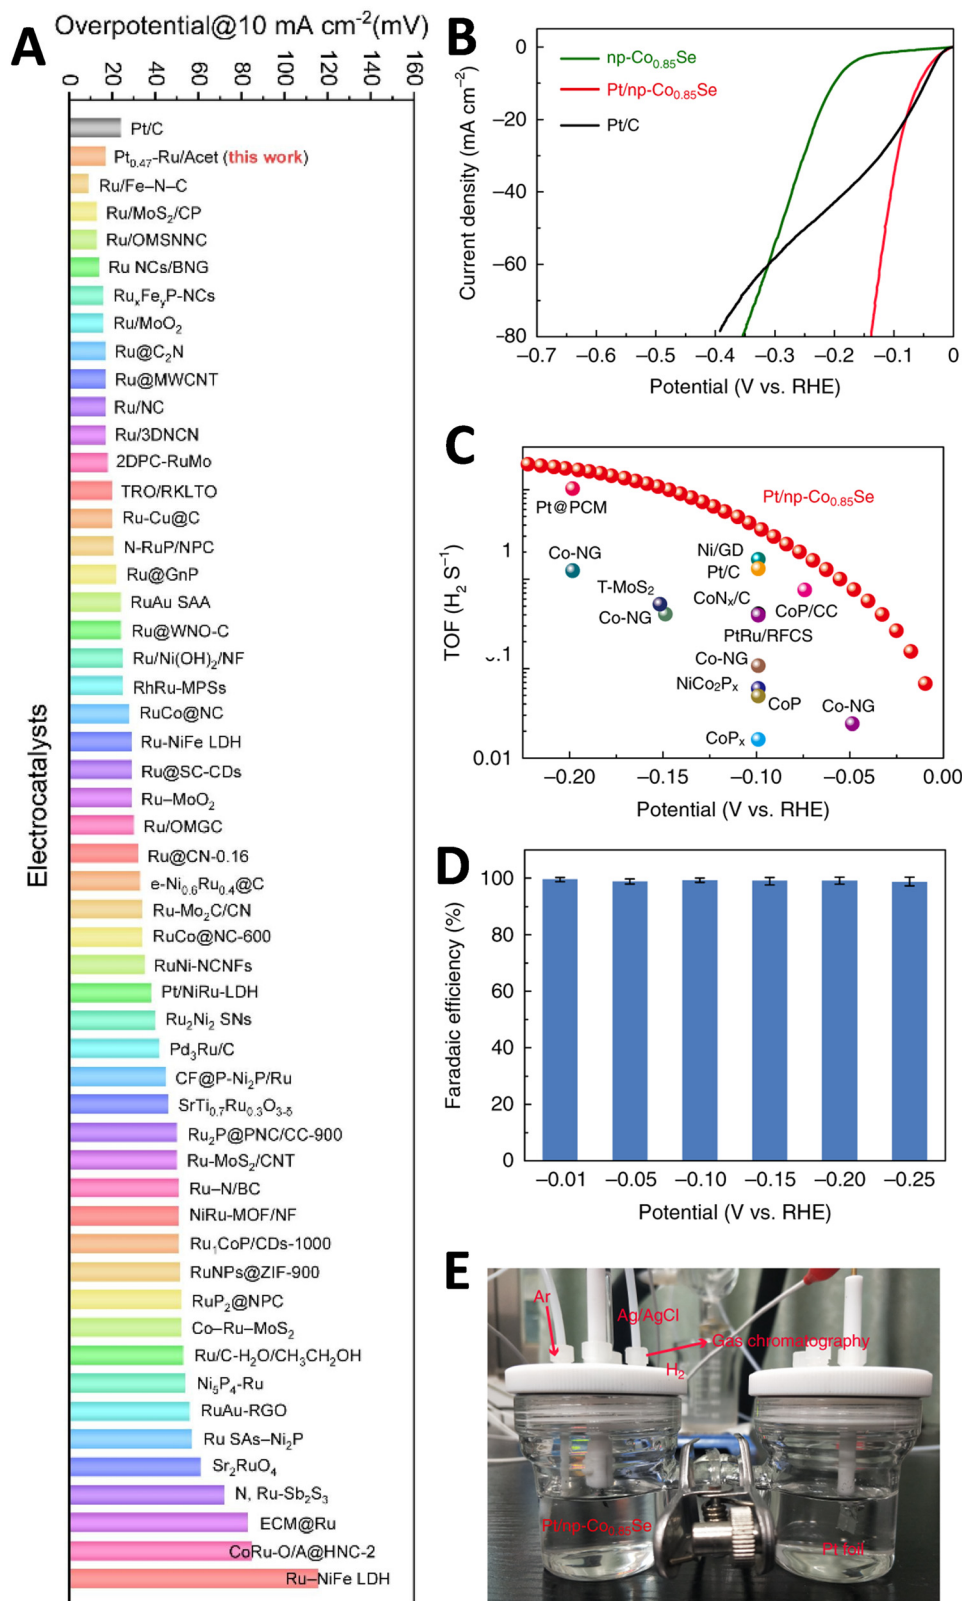 A
Overpotential@10 mA cm⁻²(mV)
0 20 40 60 80 100 120 140 160
Electrocatalysts
Pt/C
Pt₀.₄₇-Ru/Acet (this work)
Ru/Fe–N–C
Ru/MoS₂/CP
Ru/OMSNNC
Ru NCs/BNG
RuₓFeᵧP-NCs
Ru/MoO₂
Ru@C₂N
Ru@MWCNT
Ru/NC
Ru/3DNCN
2DPC-RuMo
TRO/RKLTO
Ru-Cu@C
N-RuP/NPC
Ru@GnP
RuAu SAA
Ru@WNO-C
Ru/Ni(OH)₂/NF
RhRu-MPSs
RuCo@NC
Ru-NiFe LDH
Ru@SC-CDs
Ru–MoO₂
Ru/OMGC
Ru@CN-0.16
e-Ni₀.₆Ru₀.₄@C
Ru-Mo₂C/CN
RuCo@NC-600
RuNi-NCNFs
Pt/NiRu-LDH
Ru₂Ni₂ SNs
Pd₃Ru/C
CF@P-Ni₂P/Ru
SrTi₀.₇Ru₀.₃O₃₋δ
Ru₂P@PNC/CC-900
Ru-MoS₂/CNT
Ru–N/BC
NiRu-MOF/NF
Ru₁CoP/CDs-1000
RuNPs@ZIF-900
RuP₂@NPC
Co–Ru–MoS₂
Ru/C-H₂O/CH₃CH₂OH
Ni₅P₄-Ru
RuAu-RGO
Ru SAs–Ni₂P
Sr₂RuO₄
N, Ru-Sb₂S₃
ECM@Ru
CoRu-O/A@HNC-2
Ru–NiFe LDH
B
Current density (mA cm⁻²)
0
–20
–40
–60
–80
np-Co₀.₈₅Se
Pt/np-Co₀.₈₅Se
Pt/C
–0.7 –0.6 –0.5 –0.4 –0.3 –0.2 –0.1 0
Potential (V vs. RHE)
C
TOF (H₂ S⁻¹)
1
0.01
Pt/np-Co₀.₈₅Se
Pt@PCM
Co-NG
T-MoS₂
Co-NG
Ni/GD
Pt/C
CoNₓ/C
CoP/CC
PtRu/RFCS
Co-NG
NiCo₂Pₓ
CoP
Co-NG
CoPₓ
–0.20 –0.15 –0.10 –0.05 0.00
Potential (V vs. RHE)
D
Faradaic efficiency (%)
100
80
60
40
20
0
–0.01 –0.05 –0.10 –0.15 –0.20 –0.25
Potential (V vs. RHE)
E
Ar
Ag/AgCl
Gas chromatography
H₂
Pt/np-Co₀.₈₅Se
Pt foil